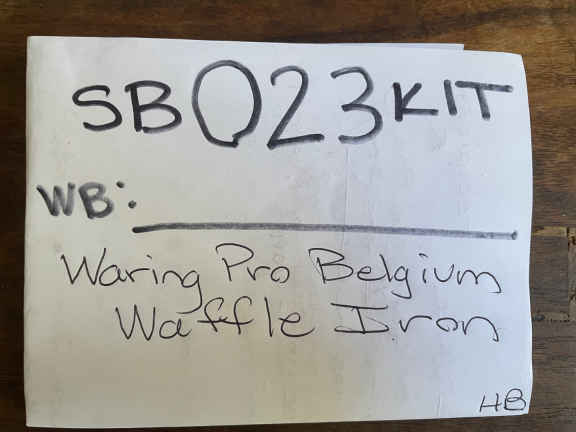 SB023KIT
WB:
Waring Pro Belgium
Waffle Iron
HB